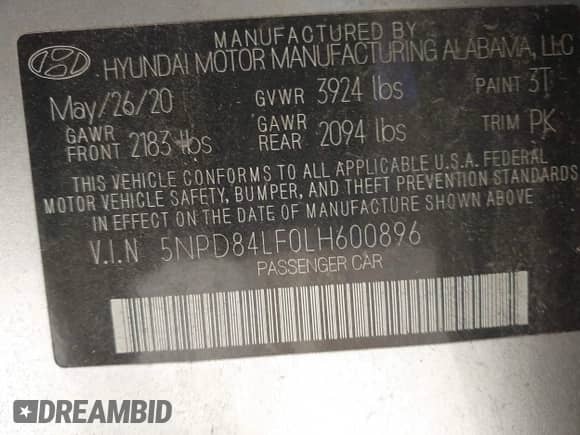 MANUFACTURED BY
HYUNDAI MOTOR MANUFACTURING ALABAMA, LLC
May/26/20 GVWR 3924 lbs PAINT 3T
GAWR FRONT 2183 lbs GAWR REAR 2094 lbs TRIM PK
THIS VEHICLE CONFORMS TO ALL APPLICABLE U.S.A. FEDERAL
MOTOR VEHICLE SAFETY, BUMPER, AND THEFT PREVENTION STANDARDS
IN EFFECT ON THE DATE OF MANUFACTURE SHOWN ABOVE
V.I.N 5NPD84LF0LH600896
PASSENGER CAR
DREAMBID